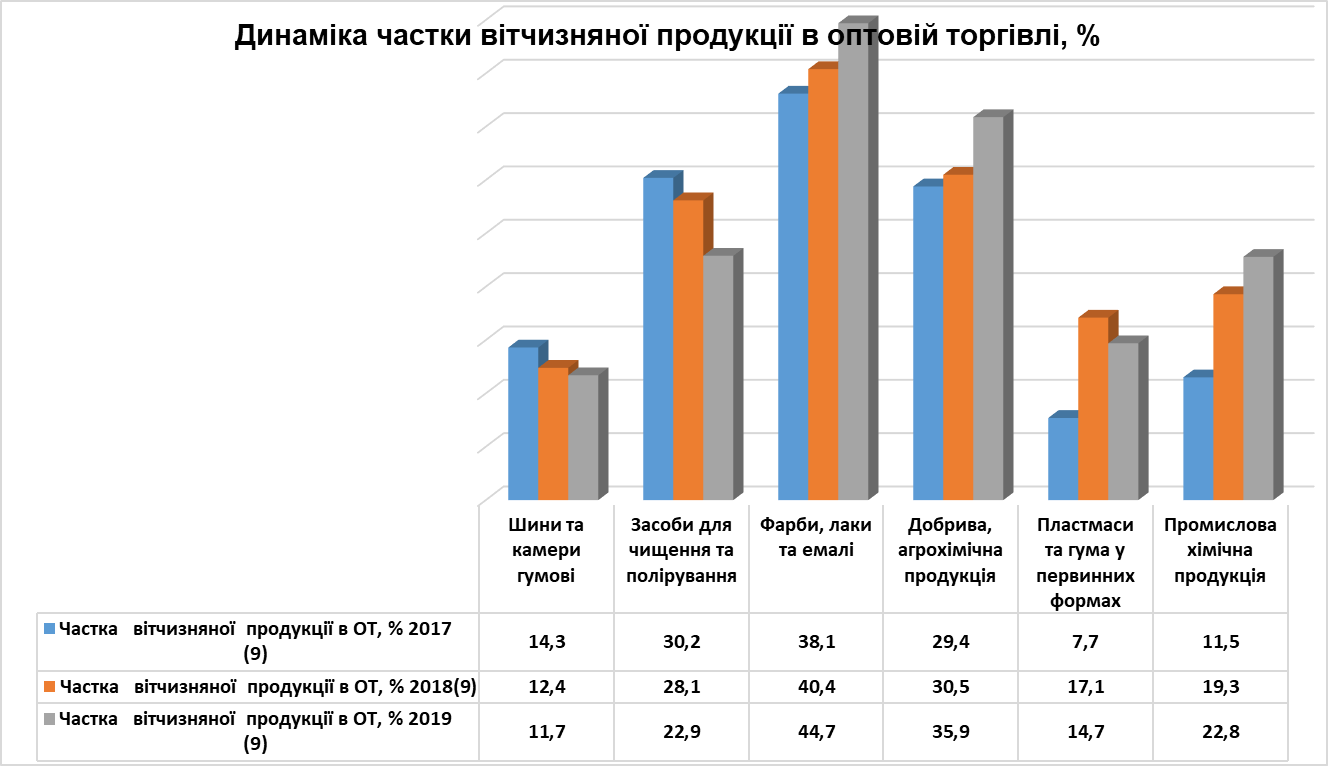 Динаміка частки вітчизняної продукції в оптовій торгівлі, %
Шини та
камери
гумові
Засоби для
чищення та
полірування
Фарби, лаки
та емалі
Добрива,
агрохімічна
продукція
Пластмаси
та гума у
первинних
формах
Промислова
хімічна
продукція
Частка вітчизняної продукції в ОТ, % 2017
(9)
14,3 30,2 38,1 29,4 7,7 11,5
Частка вітчизняної продукції в ОТ, % 2018(9)
12,4 28,1 40,4 30,5 17,1 19,3
Частка вітчизняної продукції в ОТ, % 2019
(9)
11,7 22,9 44,7 35,9 14,7 22,8